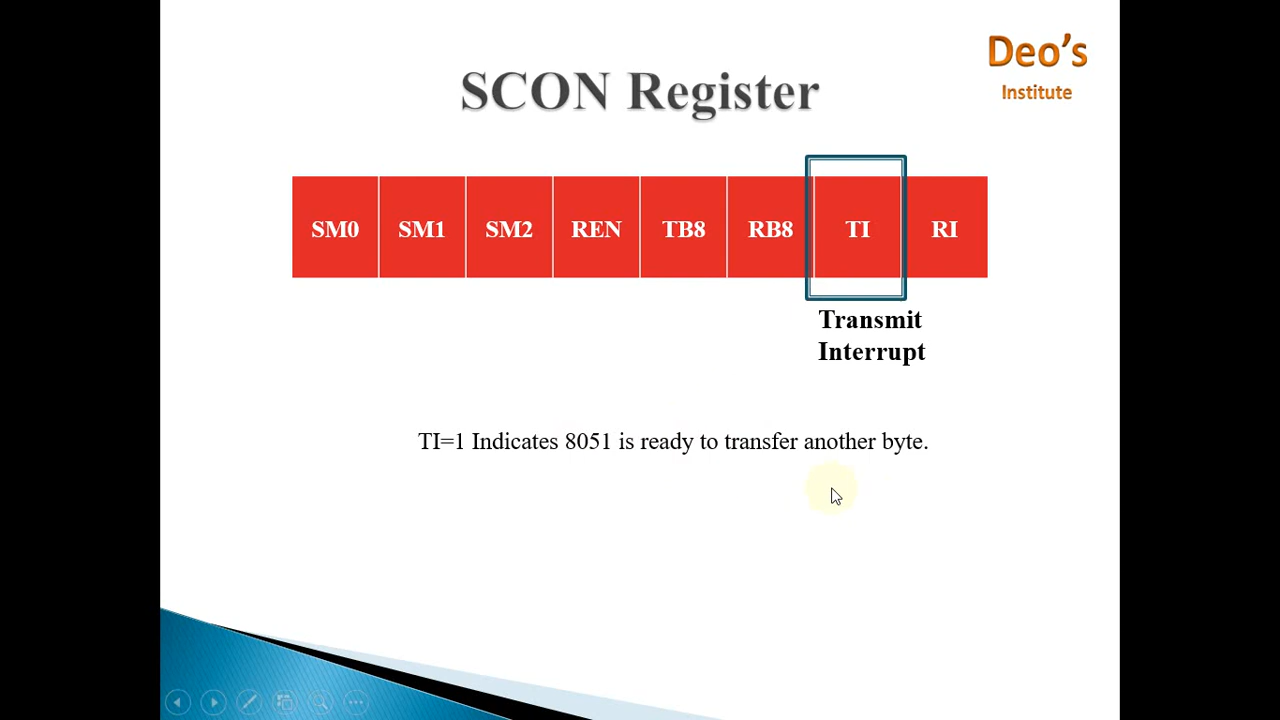 Deo's
Institute
SCON Register
SM0 SM1 SM2 REN TB8 RB8 TI RI
Transmit
Interrupt
TI=1 Indicates 8051 is ready to transfer another byte.